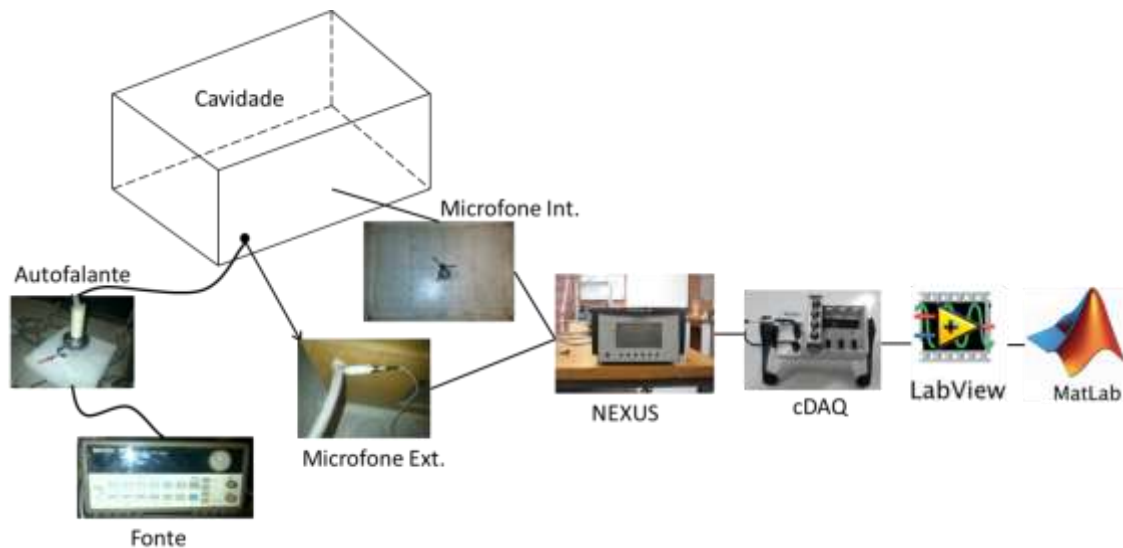 Cavidade
Microfone Int.
Autofalante
NEXUS
cDAQ
LabView
MatLab
Microfone Ext.
Fonte